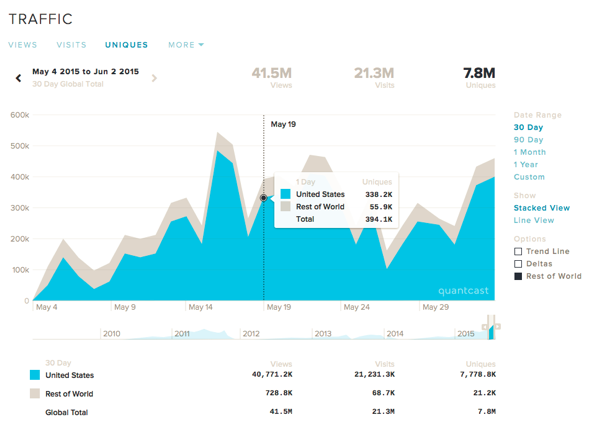 TRAFFIC
VIEWS VISITS UNIQUES MORE
May 4 2015 to Jun 2 2015
30 Day Global Total
41.5M
Views
21.3M
Visits
7.8M
Uniques
600k
500k
400k
300k
200k
100k
0
May 19
1 Day Uniques
United States 338.2K
Rest of World 55.9K
Total 394.1K
quantcast
May 4 May 9 May 14 May 19 May 24 May 29
2010 2011 2012 2013 2014 2015
Date Range
30 Day
90 Day
1 Month
1 Year
Custom
Show
Stacked View
Line View
Options
Trend Line
Deltas
Rest of World
30 Day Views Visits Uniques
United States 40,771.2K 21,231.3K 7,778.8K
Rest of World 728.8K 68.7K 21.2K
Global Total 41.5M 21.3M 7.8M